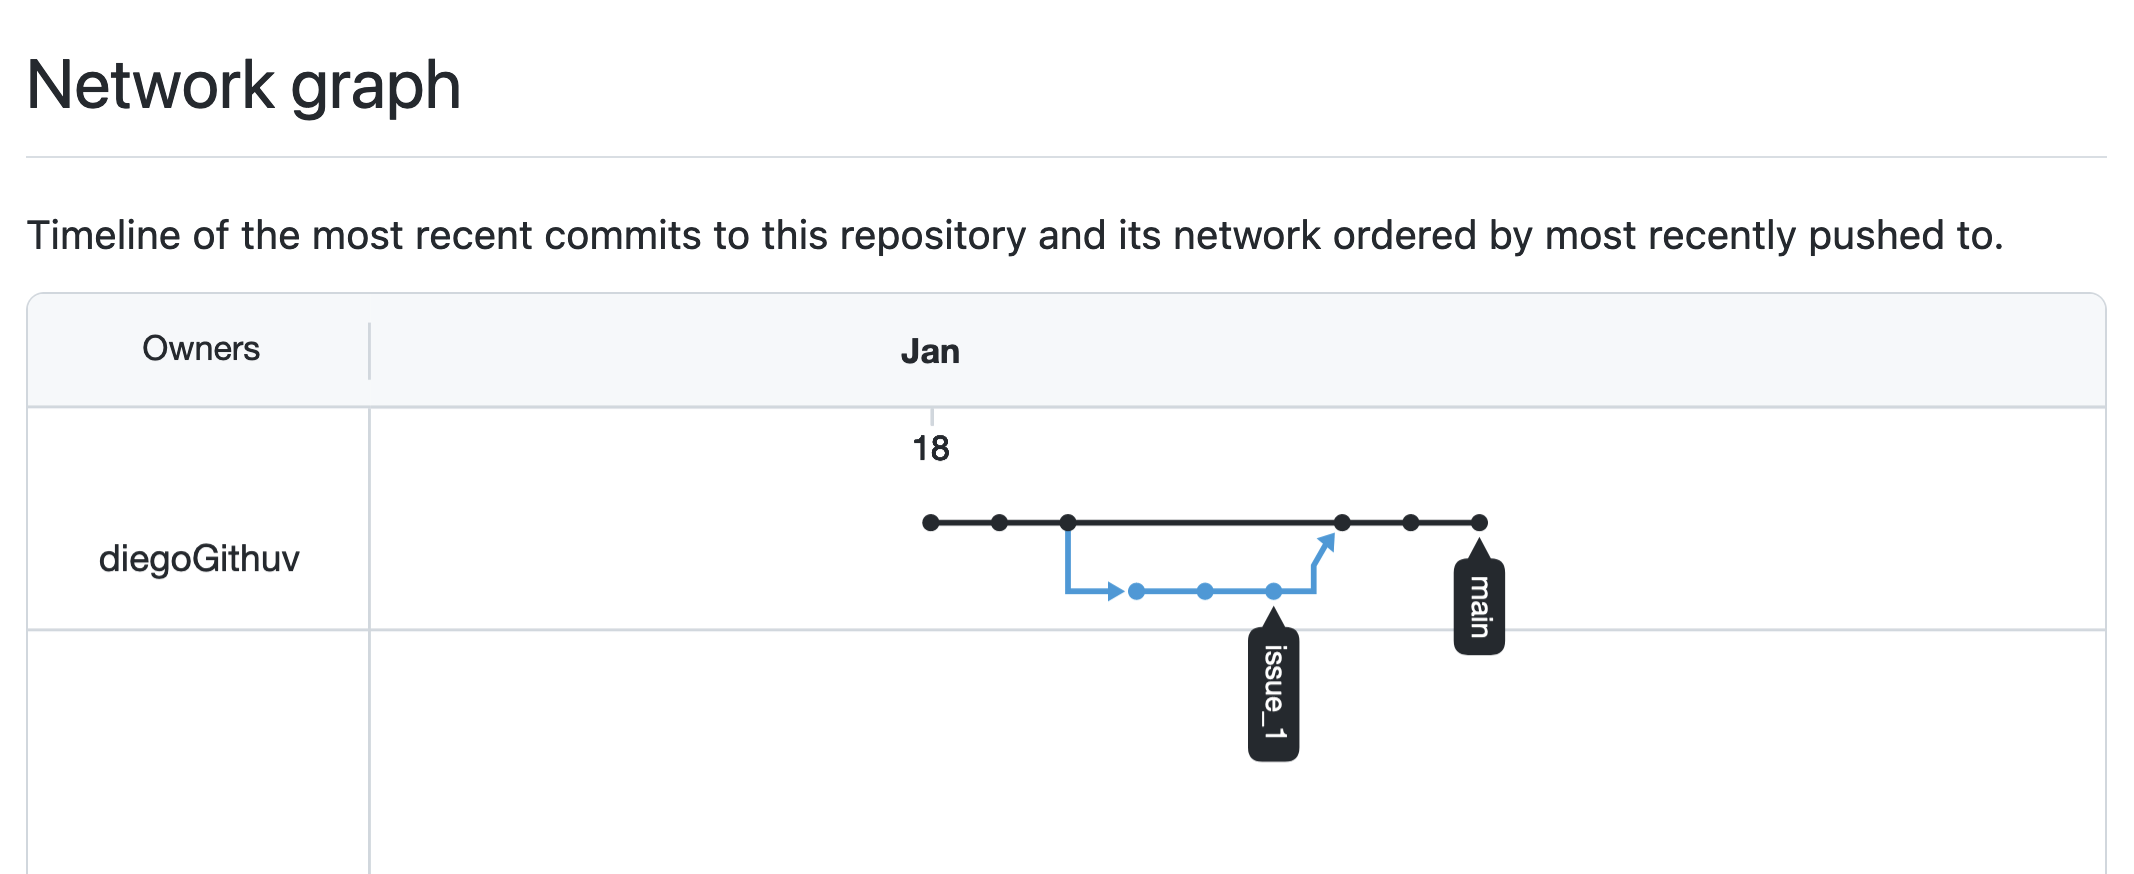 Network graph
Timeline of the most recent commits to this repository and its network ordered by most recently pushed to.
Owners
Jan
18
diegoGithuv
main
issue_1